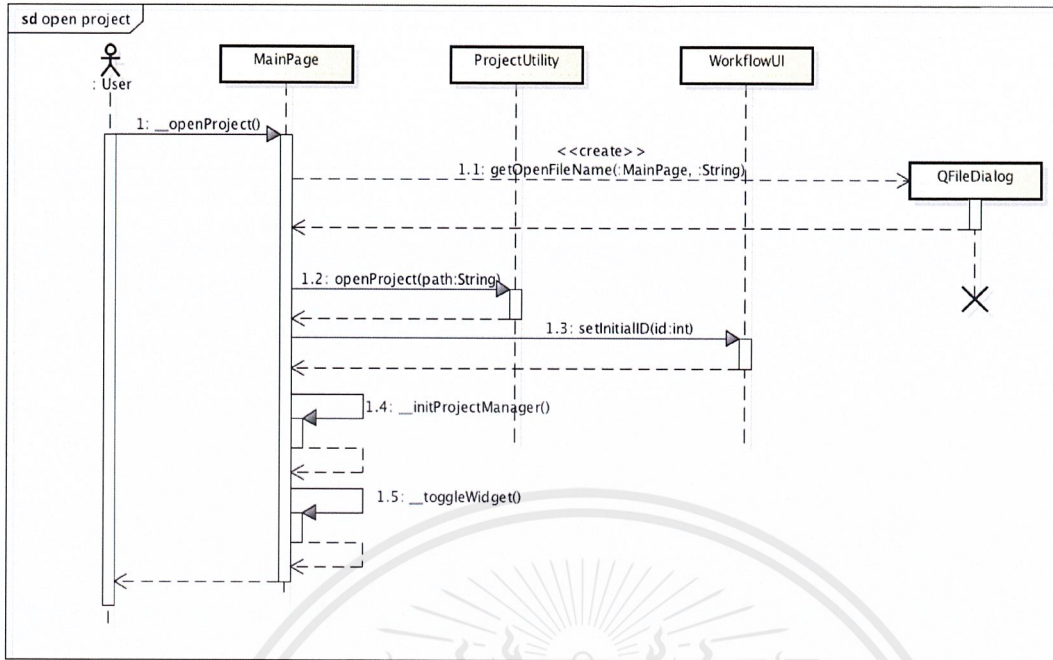 sd open project
: User
MainPage
ProjectUtility
WorkflowUI
1: __openProject()
<<create>>
1.1: getOpenFileName(:MainPage, :String)
QFileDialog
1.2: openProject(path:String)
1.3: setInitialID(id:int)
1.4: __initProjectManager()
1.5: __toggleWidget()